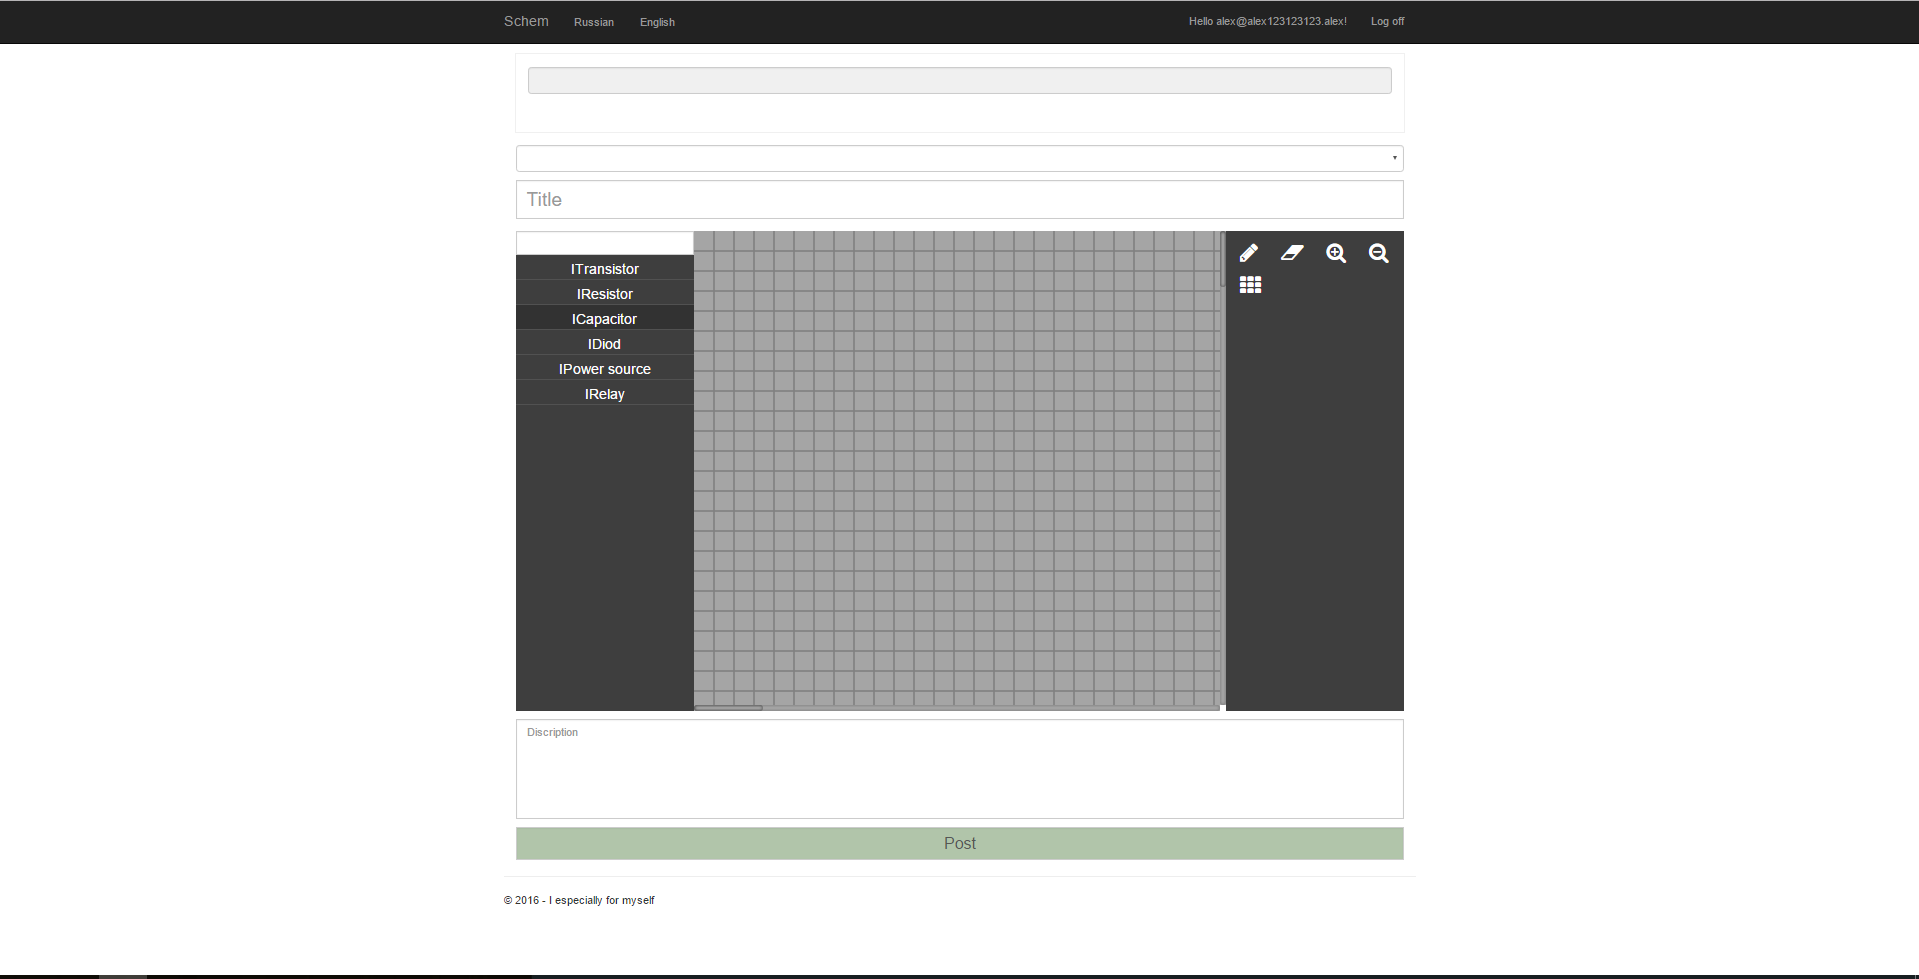 Schem Russian English Hello alex@alex123123123.alex! Log off
Title
ITransistor
IResistor
ICapacitor
IDiod
IPower source
IRelay
Discription
Post
© 2016 - I especially for myself